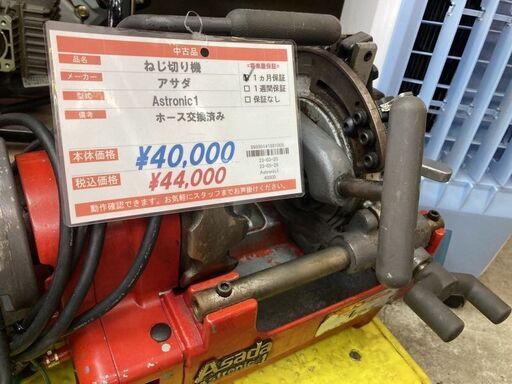 中古品
ねじ切り機
メーカー アサダ
型式 Astronic1
備考 ホース交換済み
1ヵ月保証
1週間保証
保証なし
本体価格 ¥40,000
税込価格 ¥44,000
動作確認できます。お気軽にスタッフまでお声掛けください。
Astronic1
40000
Asada